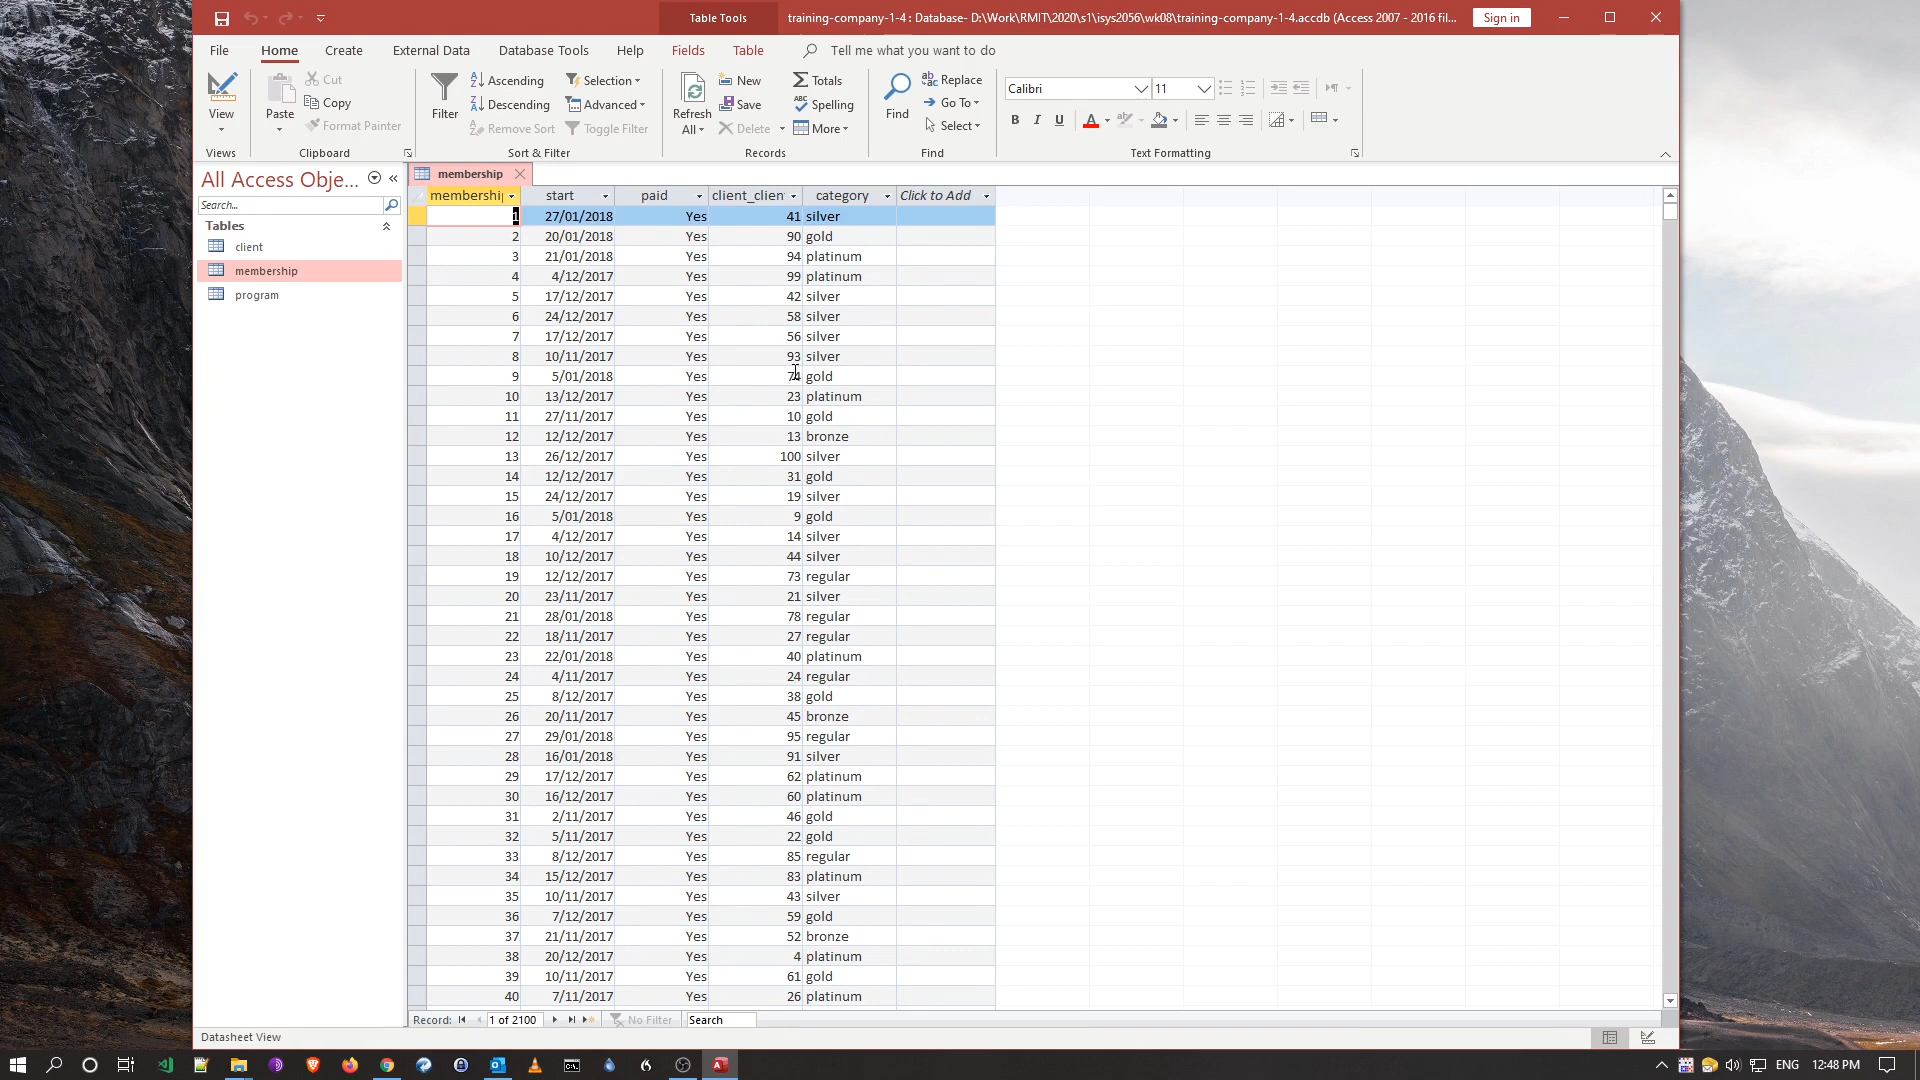 Table Tools
training-company-1-4 : Database- D:\Work\RMIT\2020\s1\isys2056\wk08\training-company-1-4.accdb (Access 2007 - 2016 fil...
Sign in
File Home Create External Data Database Tools Help Fields Table Tell me what you want to do
View
Views
Paste
Cut
Copy
Format Painter
Clipboard
Filter
Ascending
Descending
Remove Sort
Selection
Advanced
Toggle Filter
Sort & Filter
Refresh
All
New
Save
Delete
Totals
Spelling
More
Records
Find
Replace
Go To
Select
Find
Calibri
11
B I U
Text Formatting
All Access Obje...
Search...
Tables
client
membership
program
membership
membership start paid client_clien category Click to Add
1 27/01/2018 Yes 41 silver
2 20/01/2018 Yes 90 gold
3 21/01/2018 Yes 94 platinum
4 4/12/2017 Yes 99 platinum
5 17/12/2017 Yes 42 silver
6 24/12/2017 Yes 58 silver
7 17/12/2017 Yes 56 silver
8 10/11/2017 Yes 93 silver
9 5/01/2018 Yes 74 gold
10 13/12/2017 Yes 23 platinum
11 27/11/2017 Yes 10 gold
12 12/12/2017 Yes 13 bronze
13 26/12/2017 Yes 100 silver
14 12/12/2017 Yes 31 gold
15 24/12/2017 Yes 19 silver
16 5/01/2018 Yes 9 gold
17 4/12/2017 Yes 14 silver
18 10/12/2017 Yes 44 silver
19 12/12/2017 Yes 73 regular
20 23/11/2017 Yes 21 silver
21 28/01/2018 Yes 78 regular
22 18/11/2017 Yes 27 regular
23 22/01/2018 Yes 40 platinum
24 4/11/2017 Yes 24 regular
25 8/12/2017 Yes 38 gold
26 20/11/2017 Yes 45 bronze
27 29/01/2018 Yes 95 regular
28 16/01/2018 Yes 91 silver
29 17/12/2017 Yes 62 platinum
30 16/12/2017 Yes 60 platinum
31 2/11/2017 Yes 46 gold
32 5/11/2017 Yes 22 gold
33 8/12/2017 Yes 85 regular
34 15/12/2017 Yes 83 platinum
35 10/11/2017 Yes 43 silver
36 7/12/2017 Yes 59 gold
37 21/11/2017 Yes 52 bronze
38 20/12/2017 Yes 4 platinum
39 10/11/2017 Yes 61 gold
40 7/11/2017 Yes 26 platinum
Record: 1 of 2100 No Filter Search
Datasheet View
ENG 12:48 PM